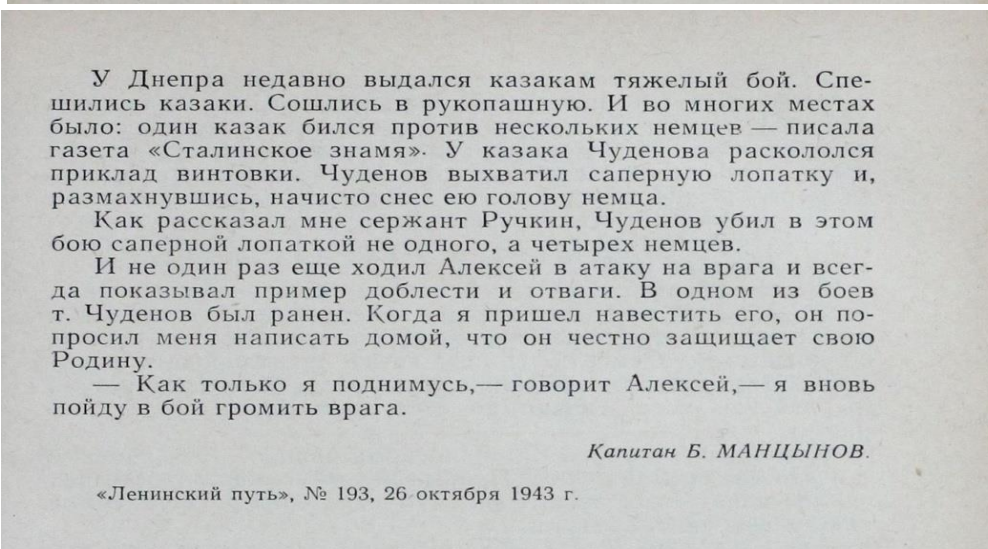 У Днепра недавно выдался казакам тяжелый бой. Спе-
шились казаки. Сошлись в рукопашную. И во многих местах
было: один казак бился против нескольких немцев — писала
газета «Сталинское знамя». У казака Чуденова раскололся
приклад винтовки. Чуденов выхватил саперную лопатку и,
размахнувшись, начисто снес ею голову немца.
Как рассказал мне сержант Ручкин, Чуденов убил в этом
бою саперной лопаткой не одного, а четырех немцев.
И не один раз еще ходил Алексей в атаку на врага и всег-
да показывал пример доблести и отваги. В одном из боев
т. Чуденов был ранен. Когда я пришел навестить его, он по-
просил меня написать домой, что он честно защищает свою
Родину.
— Как только я поднимусь,— говорит Алексей,— я вновь
пойду в бой громить врага.
Капитан Б. МАНЦЫНОВ.
«Ленинский путь», № 193, 26 октября 1943 г.